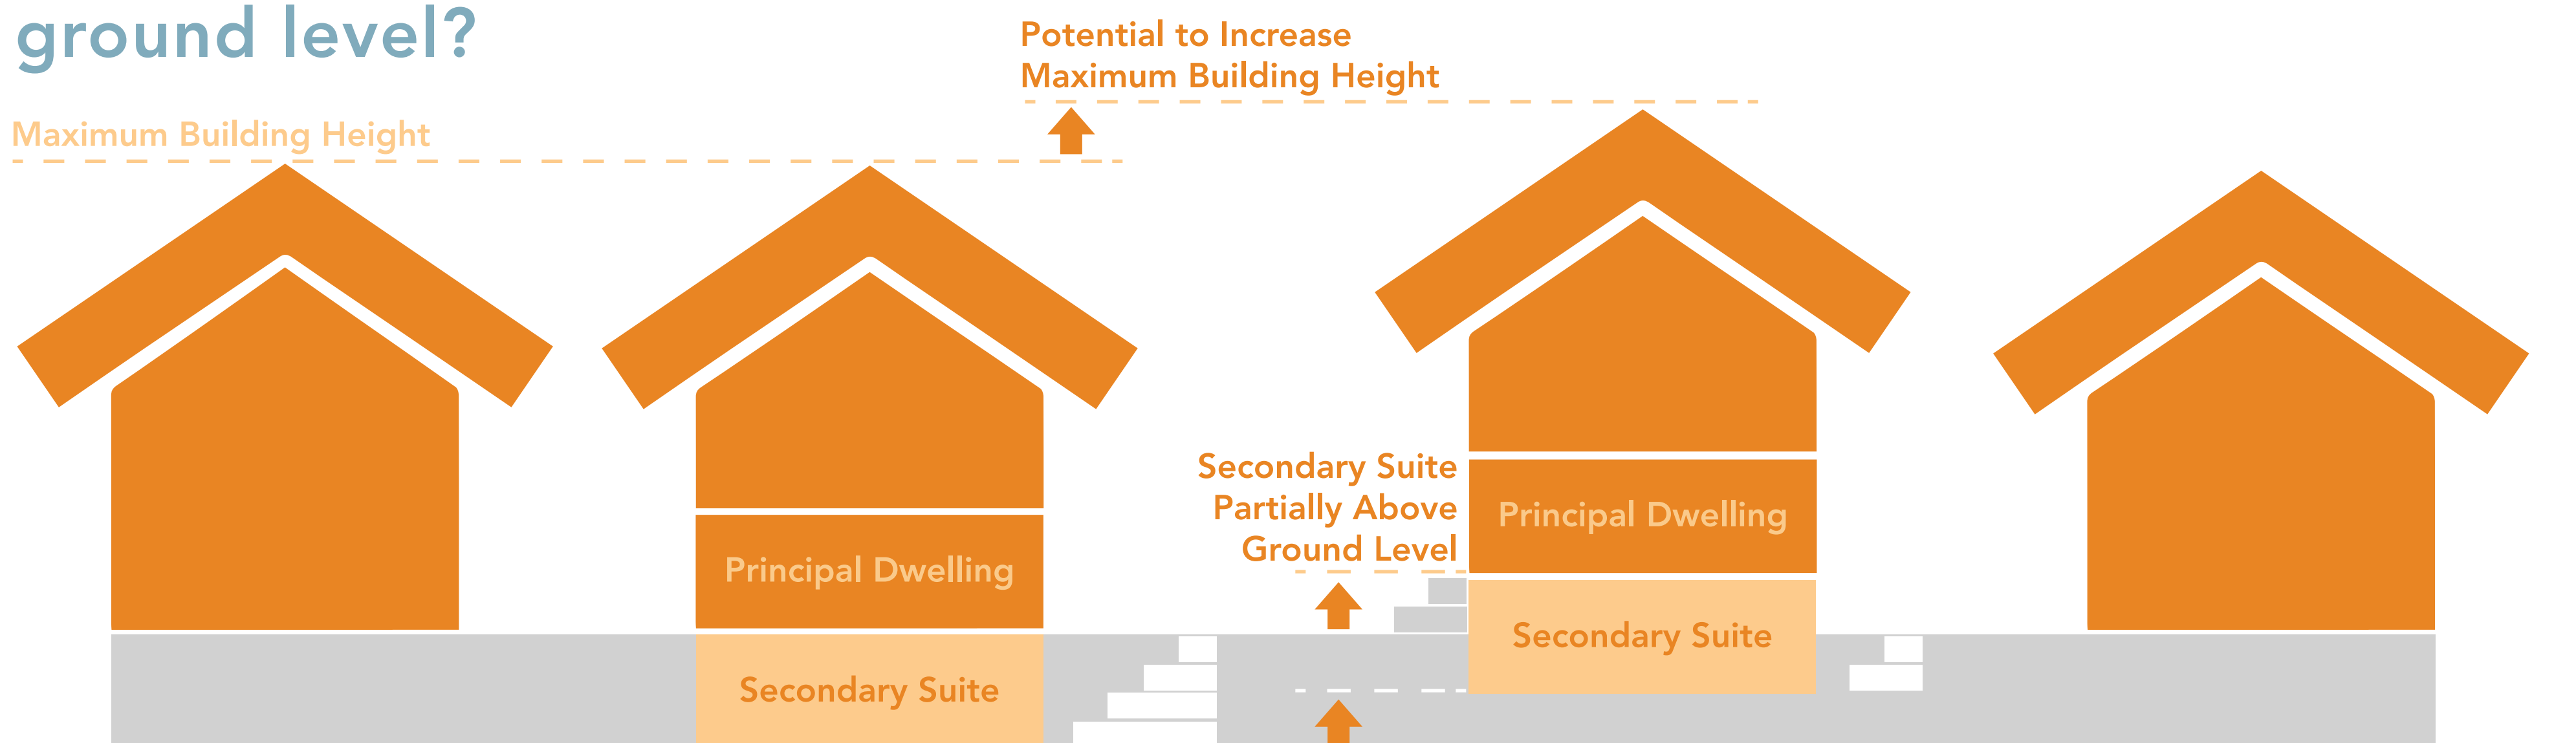 ground level?
Potential to Increase
Maximum Building Height
Maximum Building Height
Secondary Suite
Partially Above
Ground Level
Principal Dwelling
Principal Dwelling
Secondary Suite
Secondary Suite